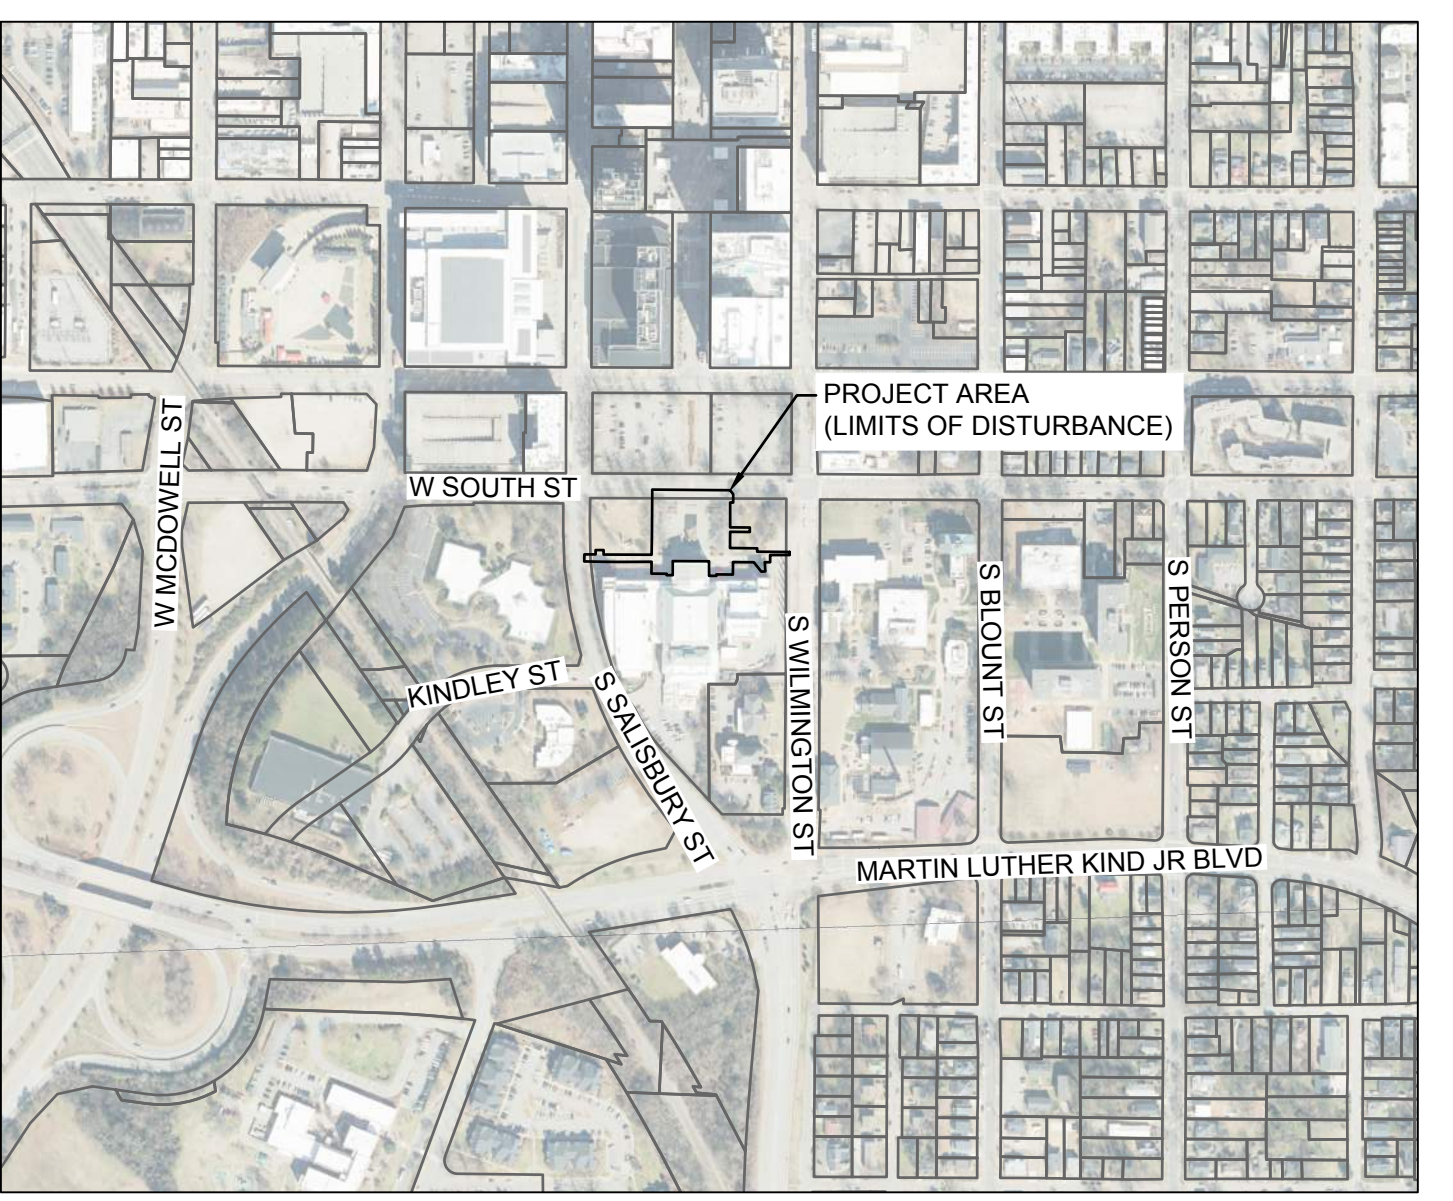 PROJECT AREA
(LIMITS OF DISTURBANCE)
W MCDOWELL ST
W SOUTH ST
S BLOUNT ST
S PERSON ST
S WILMINGTON ST
KINDLEY ST
S SALISBURY ST
MARTIN LUTHER KIND JR BLVD